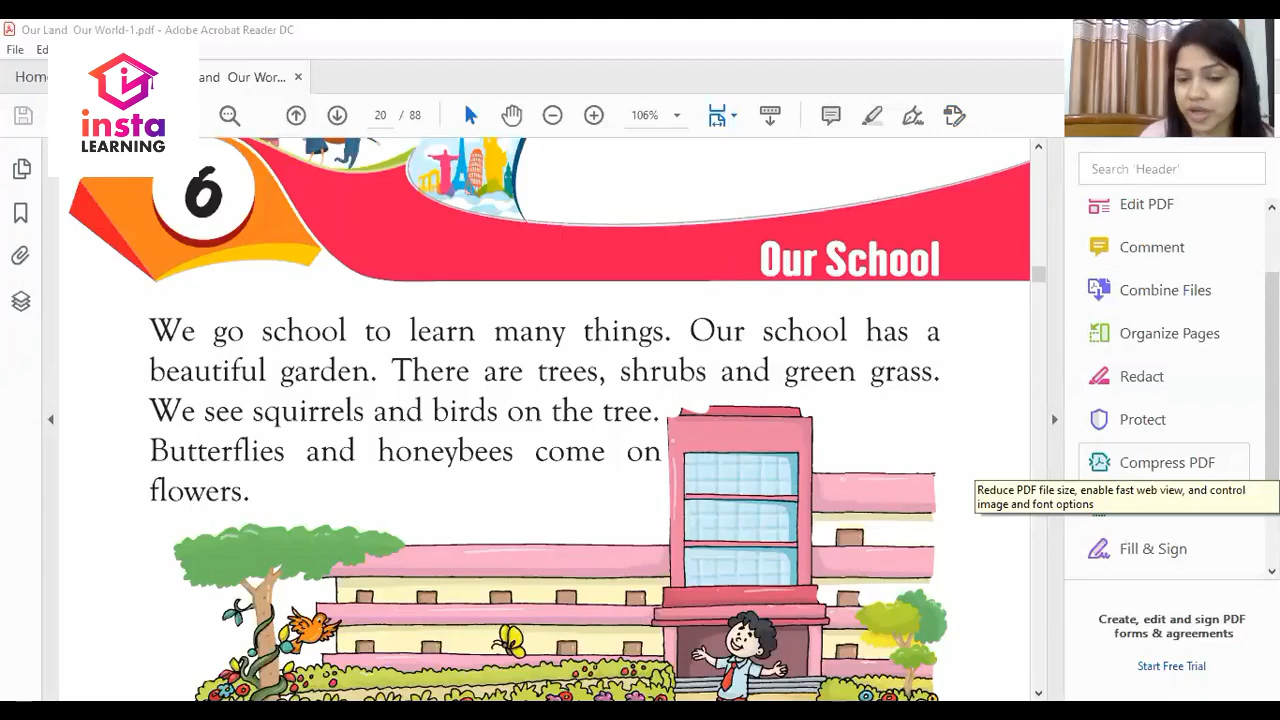 Our Land Our World-1.pdf - Adobe Acrobat Reader DC
File Ed
Hom
and Our Wor... ×
insta
LEARNING
20 / 88
106%
Search 'Header'
Edit PDF
Comment
Combine Files
Organize Pages
Redact
Protect
Compress PDF
Reduce PDF file size, enable fast web view, and control
image and font options
Fill & Sign
Create, edit and sign PDF
forms & agreements
Start Free Trial
6
Our School
We go school to learn many things. Our school has a
beautiful garden. There are trees, shrubs and green grass.
We see squirrels and birds on the tree.
Butterflies and honeybees come on
flowers.